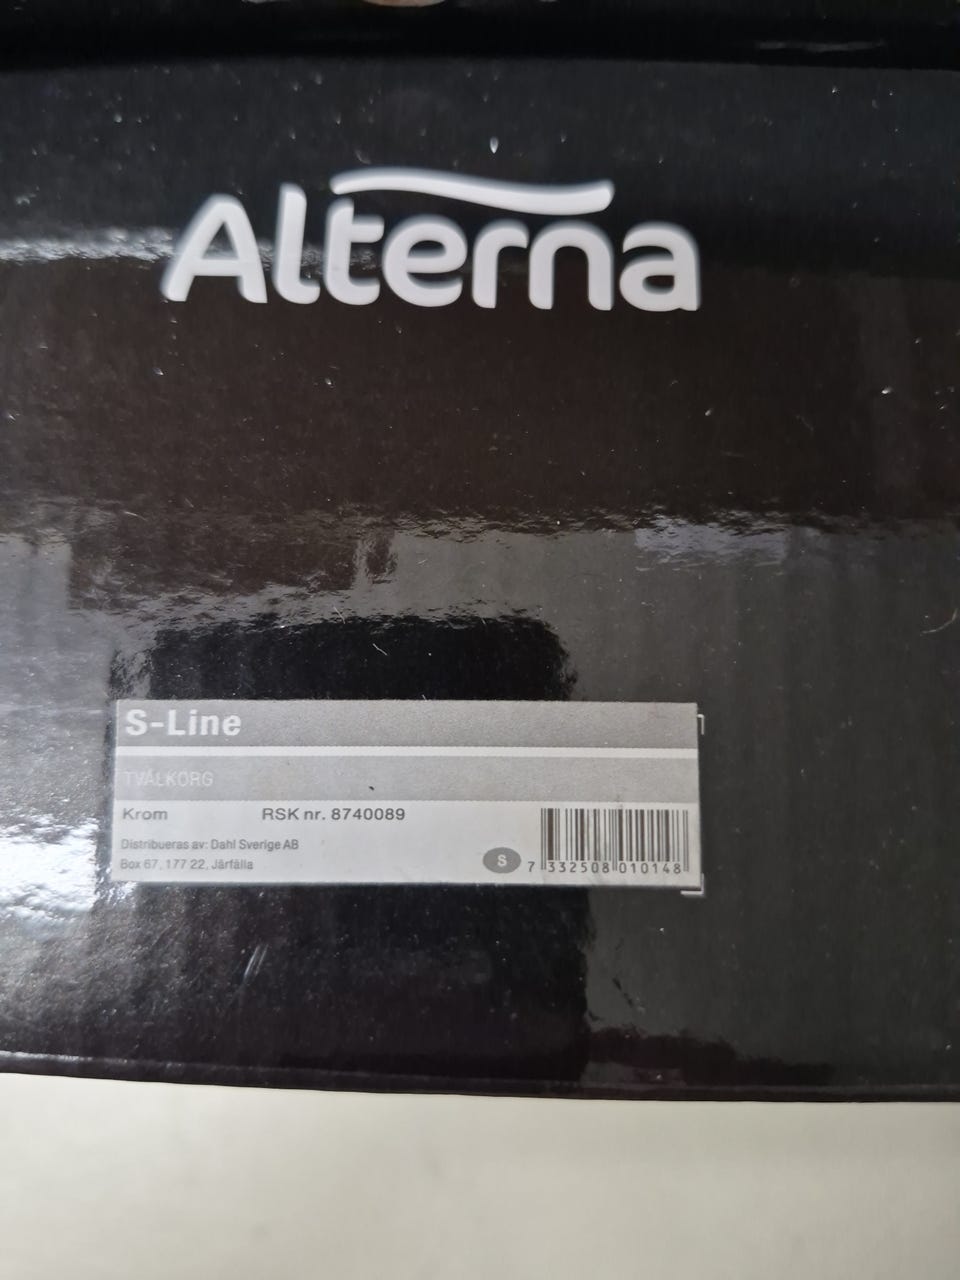 Alterna
S-Line
TVÅLKORG
Krom RSK nr. 8740089
Distribueras av: Dahl Sverige AB
Box 67, 177 22, Järfälla
S 7 332508 010148